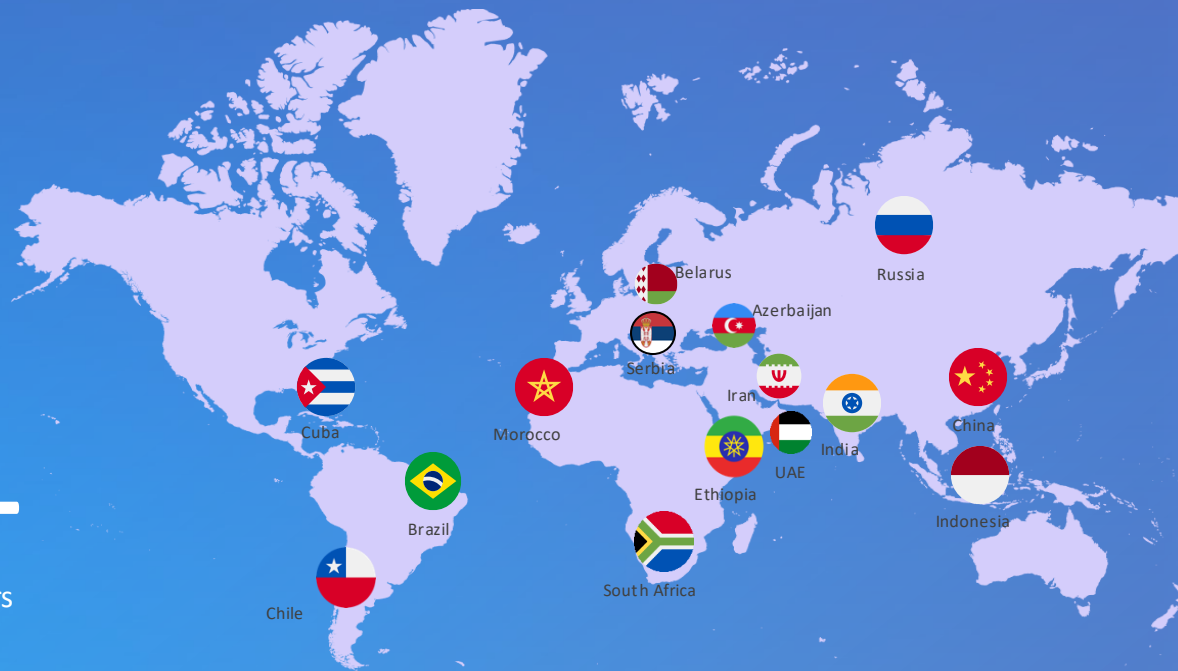 Russia
Belarus
Azerbaijan
Serbia
Iran
Cuba
China
Morocco
India
UAE
Ethiopia
Indonesia
Brazil
South Africa
Chile